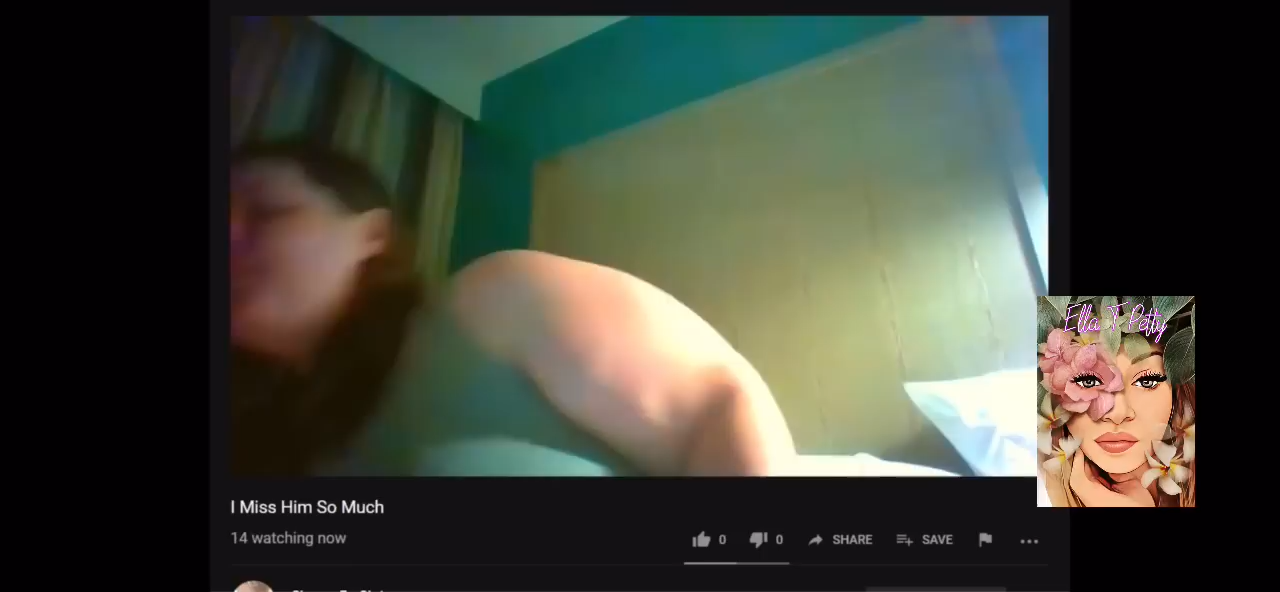 Ella T Petty
I Miss Him So Much
14 watching now
0
0
SHARE
SAVE